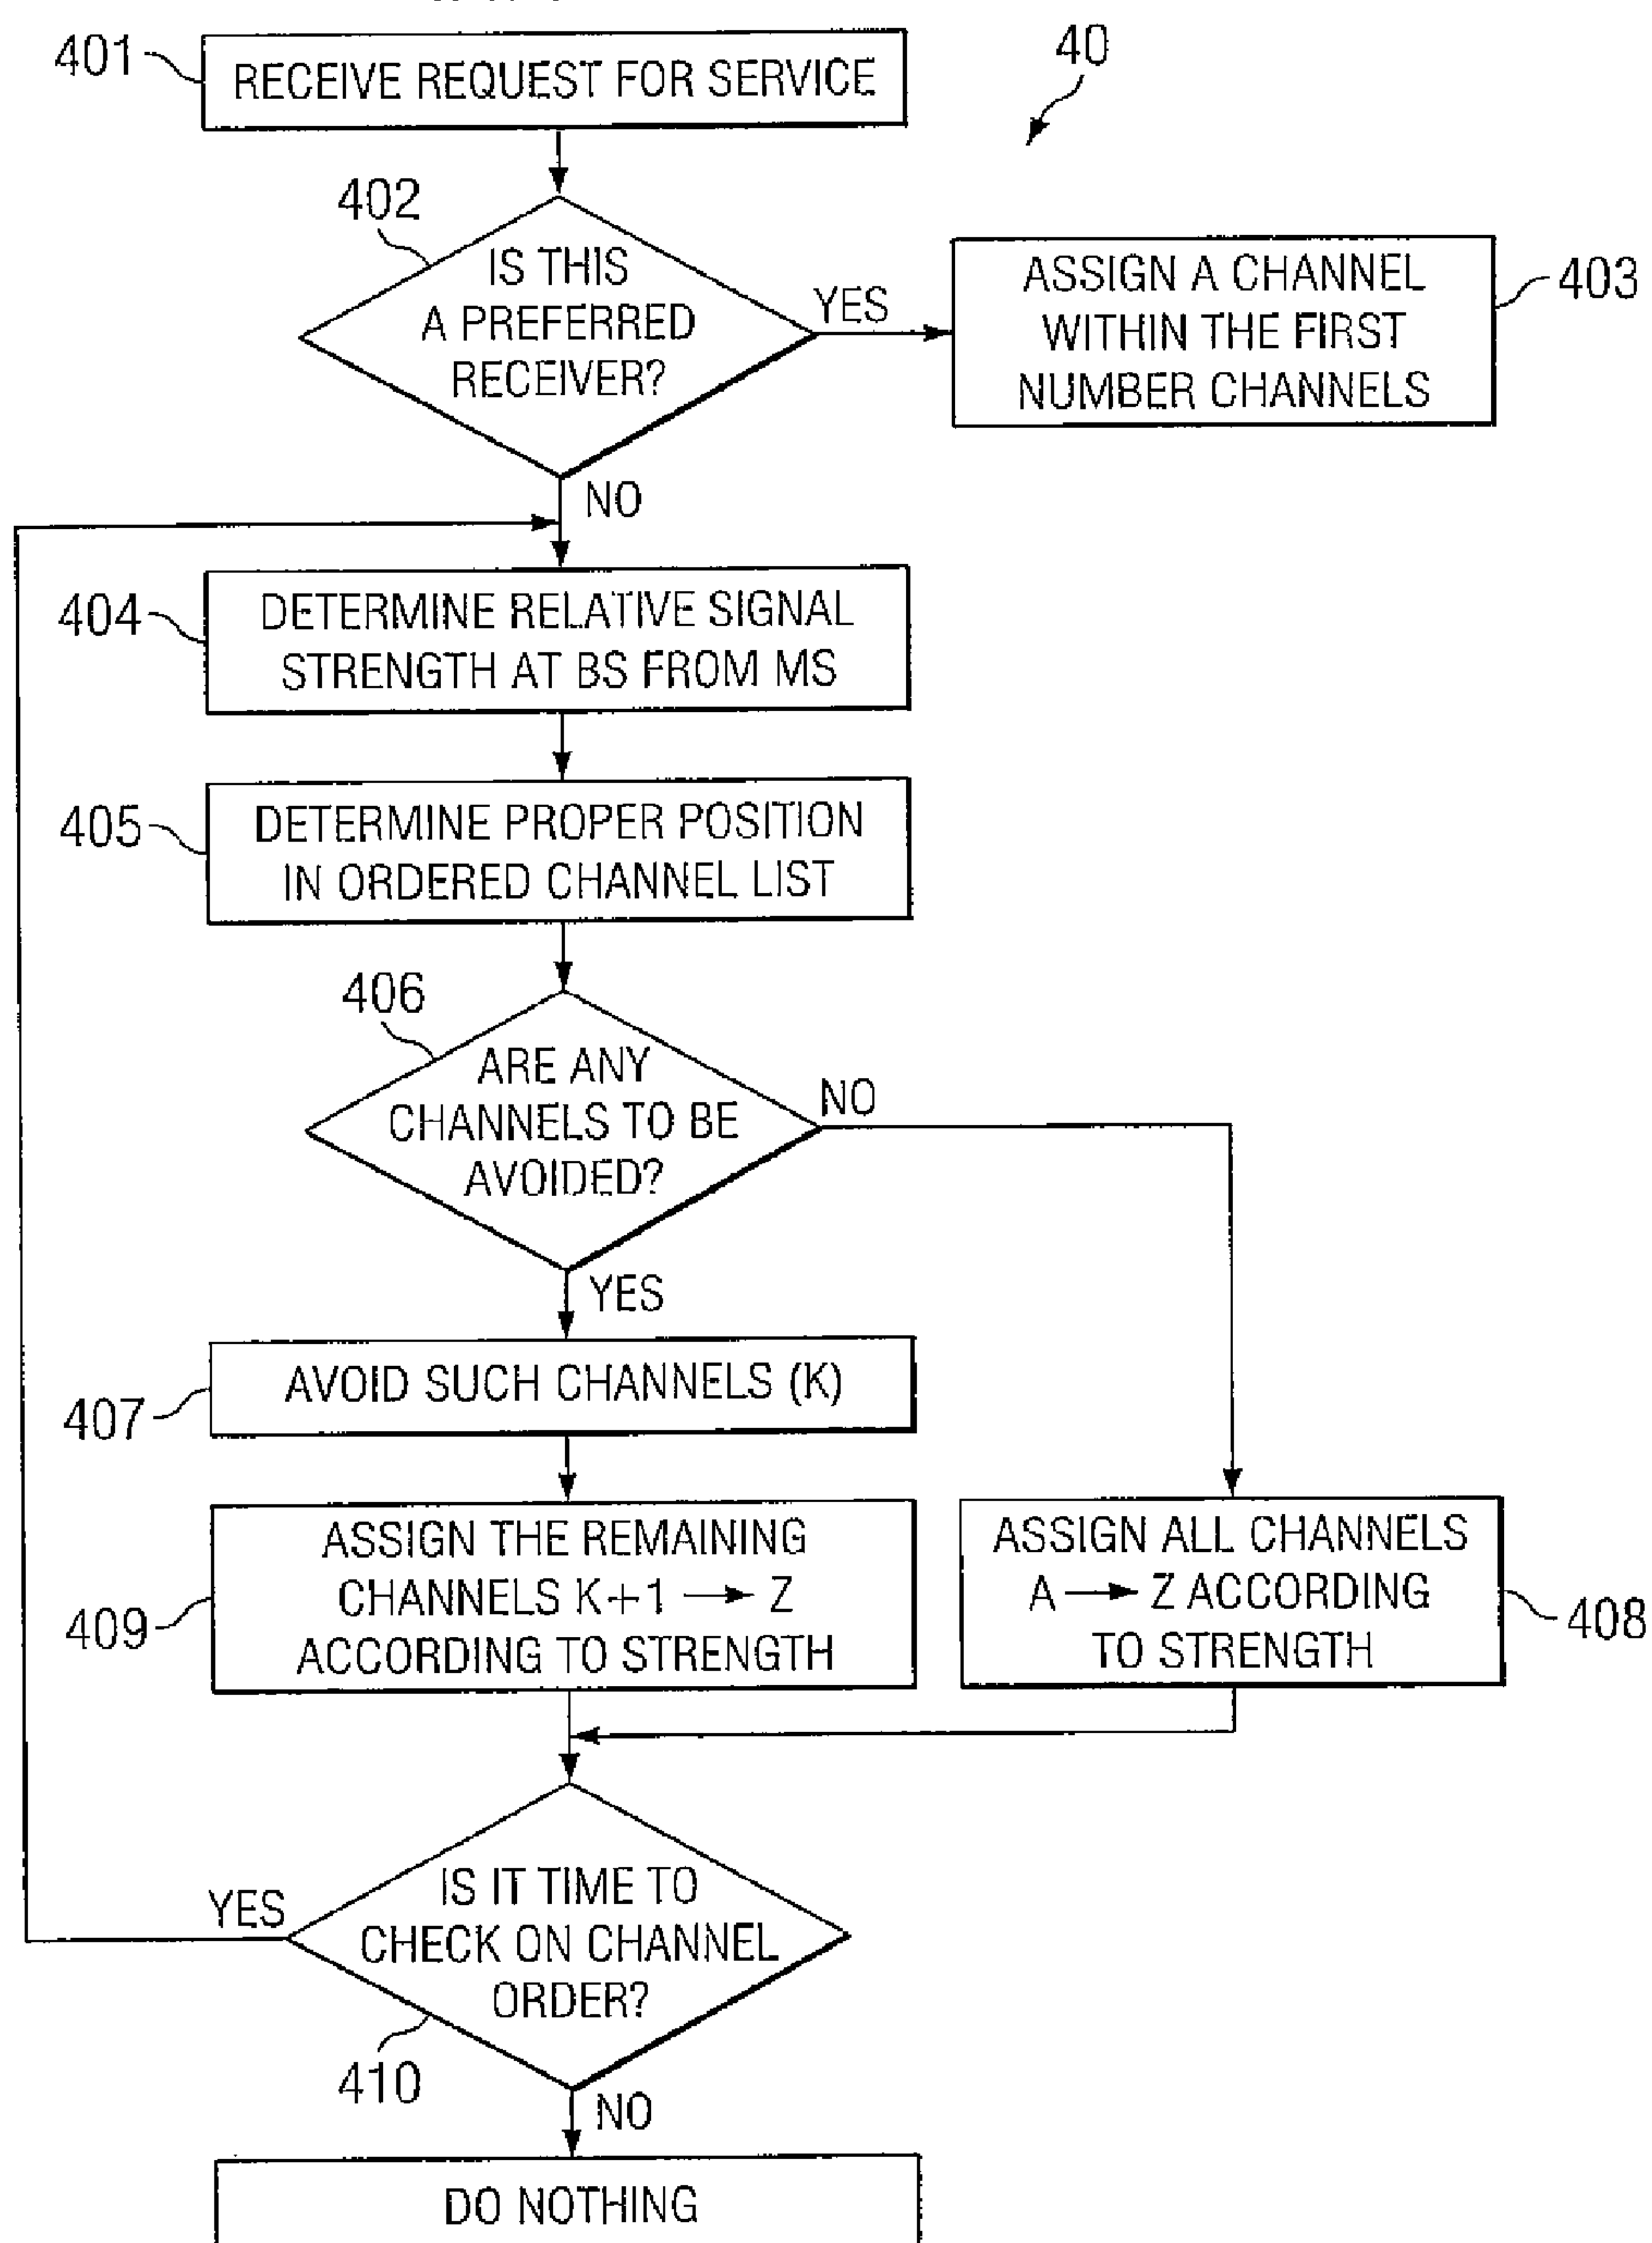 401
RECEIVE REQUEST FOR SERVICE
40
402
IS THIS
A PREFERRED
RECEIVER?
YES
ASSIGN A CHANNEL
WITHIN THE FIRST
NUMBER CHANNELS
403
NO
404
DETERMINE RELATIVE SIGNAL
STRENGTH AT BS FROM MS
405
DETERMINE PROPER POSITION
IN ORDERED CHANNEL LIST
406
ARE ANY
CHANNELS TO BE
AVOIDED?
NO
YES
AVOID SUCH CHANNELS (K)
407
ASSIGN THE REMAINING
CHANNELS K+1 → Z
ACCORDING TO STRENGTH
409
ASSIGN ALL CHANNELS
A → Z ACCORDING
TO STRENGTH
408
IS IT TIME TO
CHECK ON CHANNEL
ORDER?
YES
410
NO
DO NOTHING